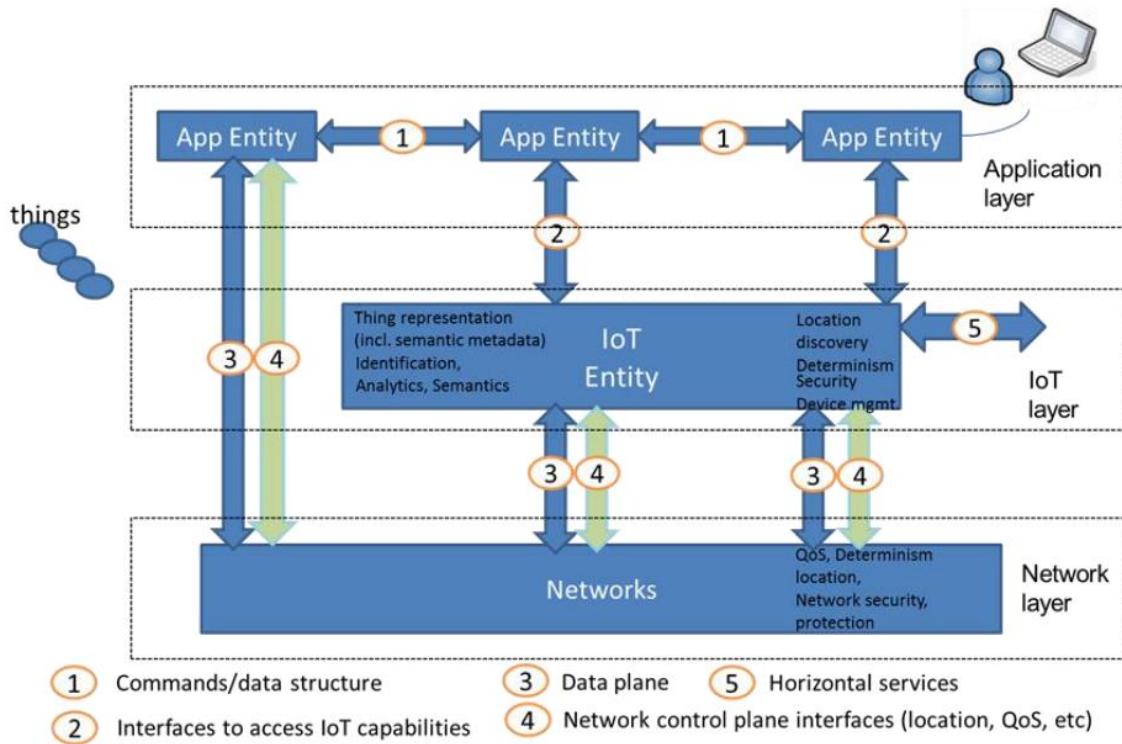 App Entity
1
App Entity
1
App Entity
Application
layer
things
2
2
Thing representation
(incl. semantic metadata)
Identification,
Analytics, Semantics
IoT
Entity
Location
discovery
Determinism
Security
Device mgmt.
5
IoT
layer
3
4
3
4
3
4
Networks
QoS, Determinism
location,
Network security,
protection
Network
layer
1 Commands/data structure
3 Data plane
5 Horizontal services
2 Interfaces to access IoT capabilities
4 Network control plane interfaces (location, QoS, etc)